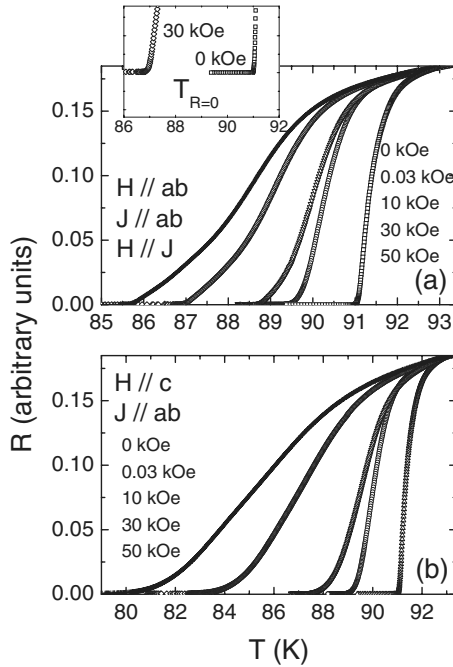 30 kOe
0 kOe
T_R=0
86 88 90 92
0.15
0.10
0.05
0.00
H // ab
J // ab
H // J
0 kOe
0.03 kOe
10 kOe
30 kOe
50 kOe
(a)
85 86 87 88 89 90 91 92 93
R (arbitrary units)
0.15
0.10
0.05
0.00
H // c
J // ab
0 kOe
0.03 kOe
10 kOe
30 kOe
50 kOe
(b)
80 82 84 86 88 90 92
T (K)